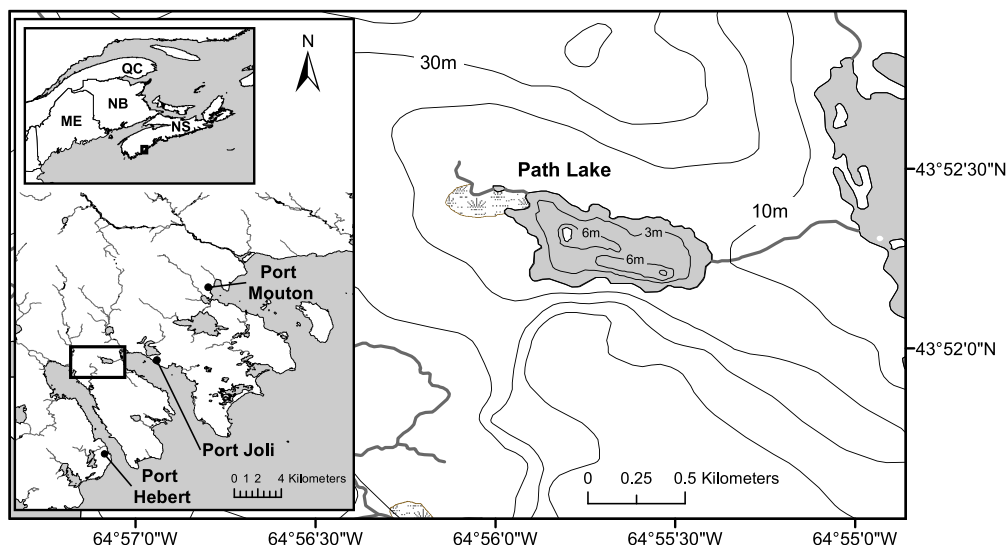 QC
NB
ME
NS
N
Port
Mouton
Port Joli
Port
Hebert
0 1 2 4 Kilometers
30m
Path Lake
10m
6m
3m
6m
0 0.25 0.5 Kilometers
43°52'30"N
43°52'0"N
64°57'0"W
64°56'30"W
64°56'0"W
64°55'30"W
64°55'0"W